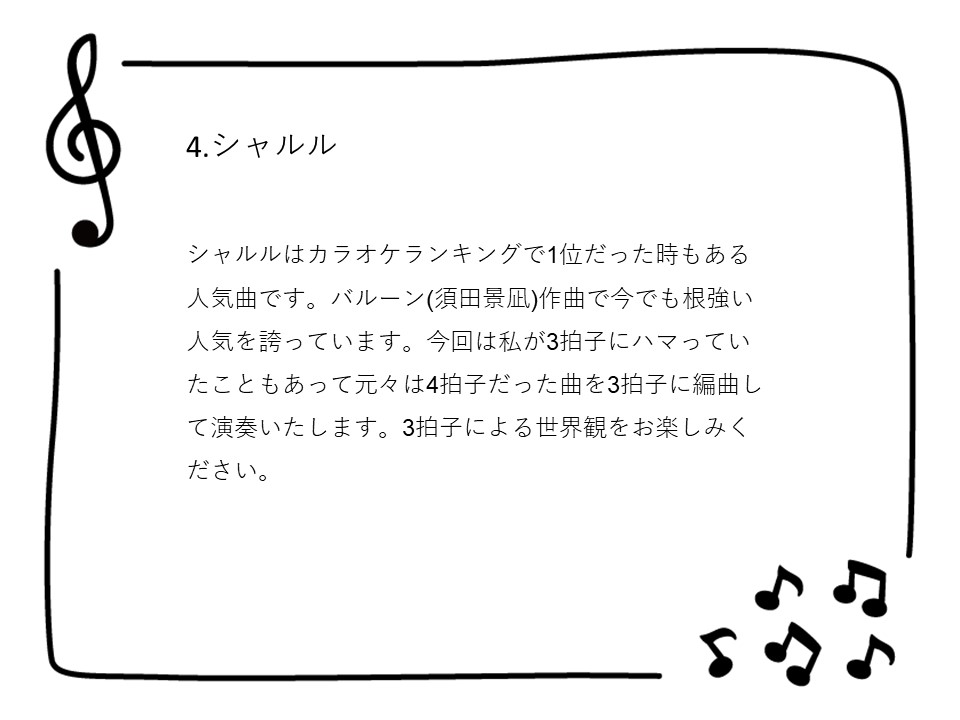 4.シャルル
シャルルはカラオケランキングで1位だった時もある
人気曲です。バルーン(須田景凪)作曲で今でも根強い
人気を誇っています。今回は私が3拍子にハマってい
たこともあって元々は4拍子だった曲を3拍子に編曲し
て演奏いたします。3拍子による世界観をお楽しみく
ださい。